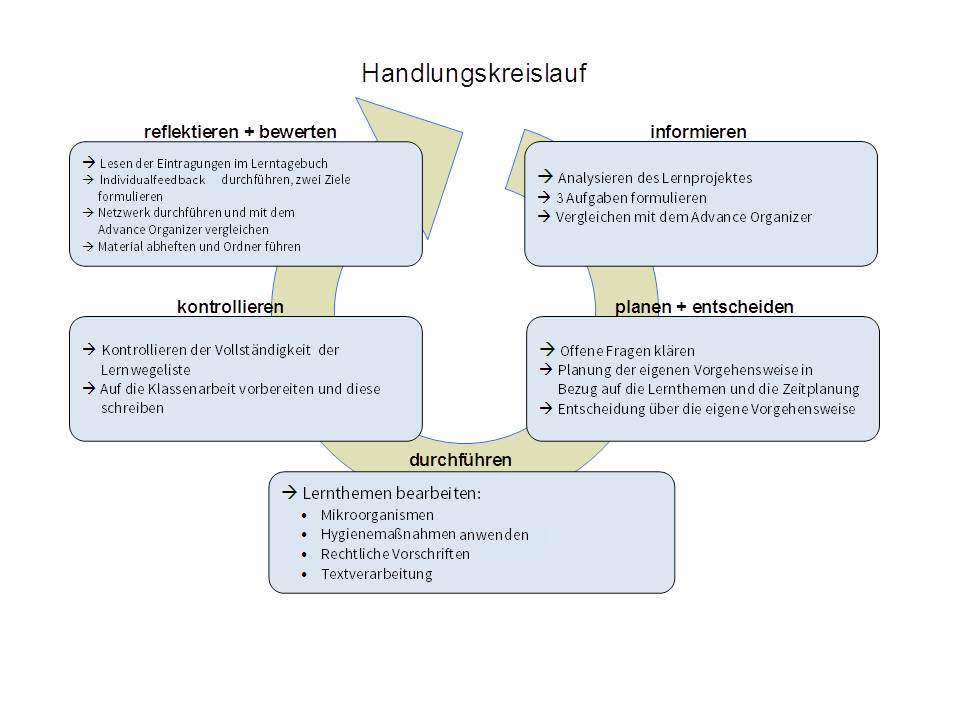 Handlungskreislauf
informieren
→ Analysieren des Lernprojektes
→ 3 Aufgaben formulieren
→ Vergleichen mit dem Advance Organizer
planen + entscheiden
→ Offene Fragen klären
→ Planung der eigenen Vorgehensweise in
Bezug auf die Lernthemen und die Zeitplanung
→ Entscheidung über die eigene Vorgehensweise
durchführen
→ Lernthemen bearbeiten:
• Mikroorganismen
• Hygienemaßnahmen anwenden
• Rechtliche Vorschriften
• Textverarbeitung
kontrollieren
→ Kontrollieren der Vollständigkeit der
Lernwegeliste
→ Auf die Klassenarbeit vorbereiten und diese
schreiben
reflektieren + bewerten
→ Lesen der Eintragungen im Lerntagebuch
→ Individualfeedback durchführen, zwei Ziele
formulieren
→ Netzwerk durchführen und mit dem
Advance Organizer vergleichen
→ Material abheften und Ordner führen